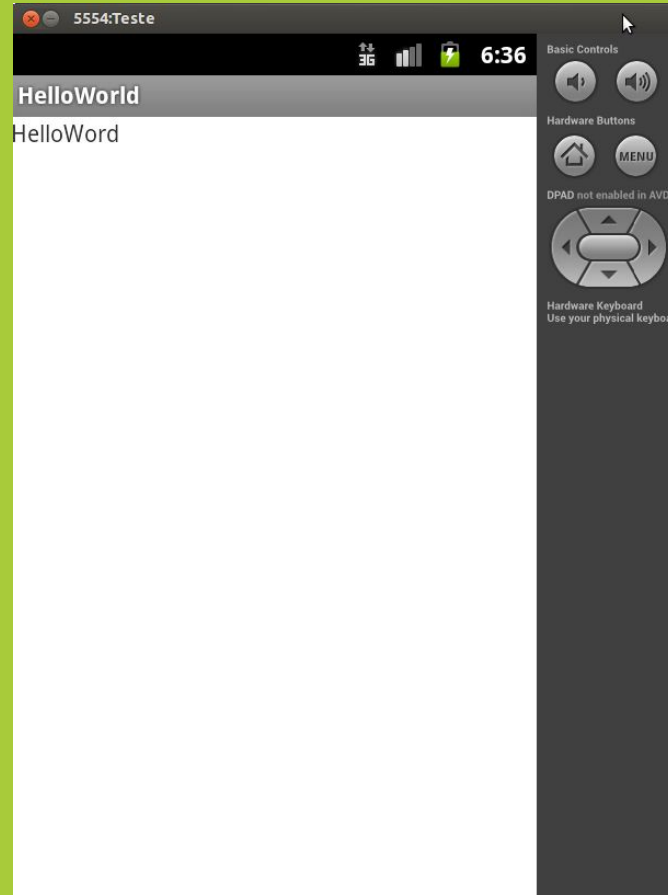 5554:Teste
3G 6:36
Basic Controls
HelloWorld
HelloWord
Hardware Buttons
MENU
DPAD not enabled in AVD
Hardware Keyboard
Use your physical keyboa